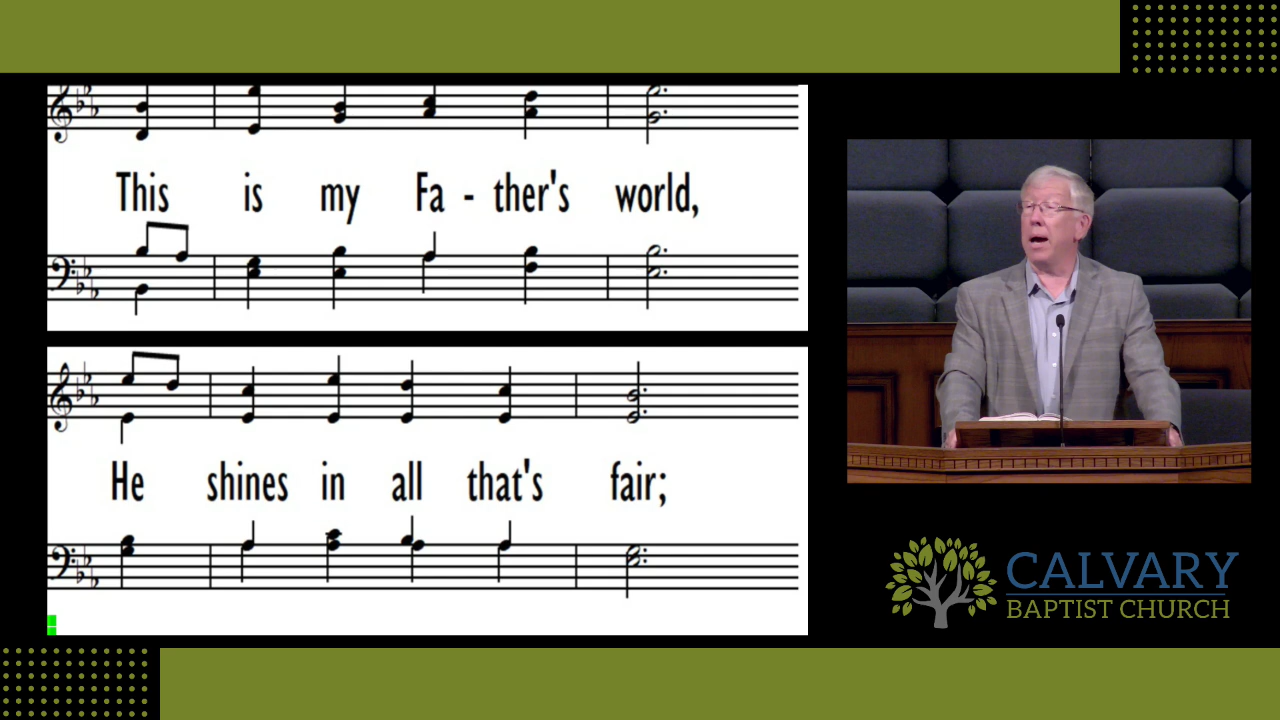 This is my Fa - ther's world,
He shines in all that's fair;
CALVARY
BAPTIST CHURCH